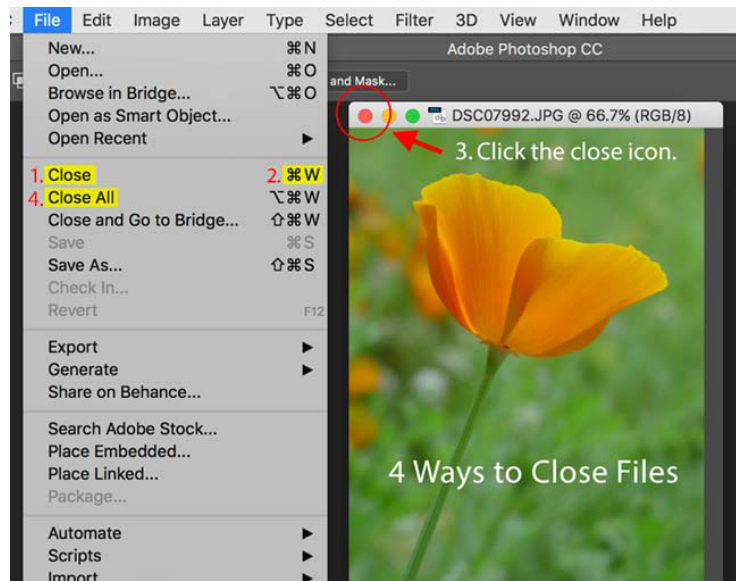 File Edit Image Layer Type Select Filter 3D View Window Help
Adobe Photoshop CC
New... ⌘N
Open... ⌘O
Browse in Bridge... ⌥⌘O
Open as Smart Object...
Open Recent ▶
and Mask...
DSC07992.JPG @ 66.7% (RGB/8)
3. Click the close icon.
1. Close 2. ⌘W
4. Close All ⌥⌘W
Close and Go to Bridge... ⇧⌘W
Save ⌘S
Save As... ⇧⌘S
Check In...
Revert F12
Export ▶
Generate ▶
Share on Behance...
Search Adobe Stock...
Place Embedded...
Place Linked...
Package...
4 Ways to Close Files
Automate ▶
Scripts ▶
Import ▶